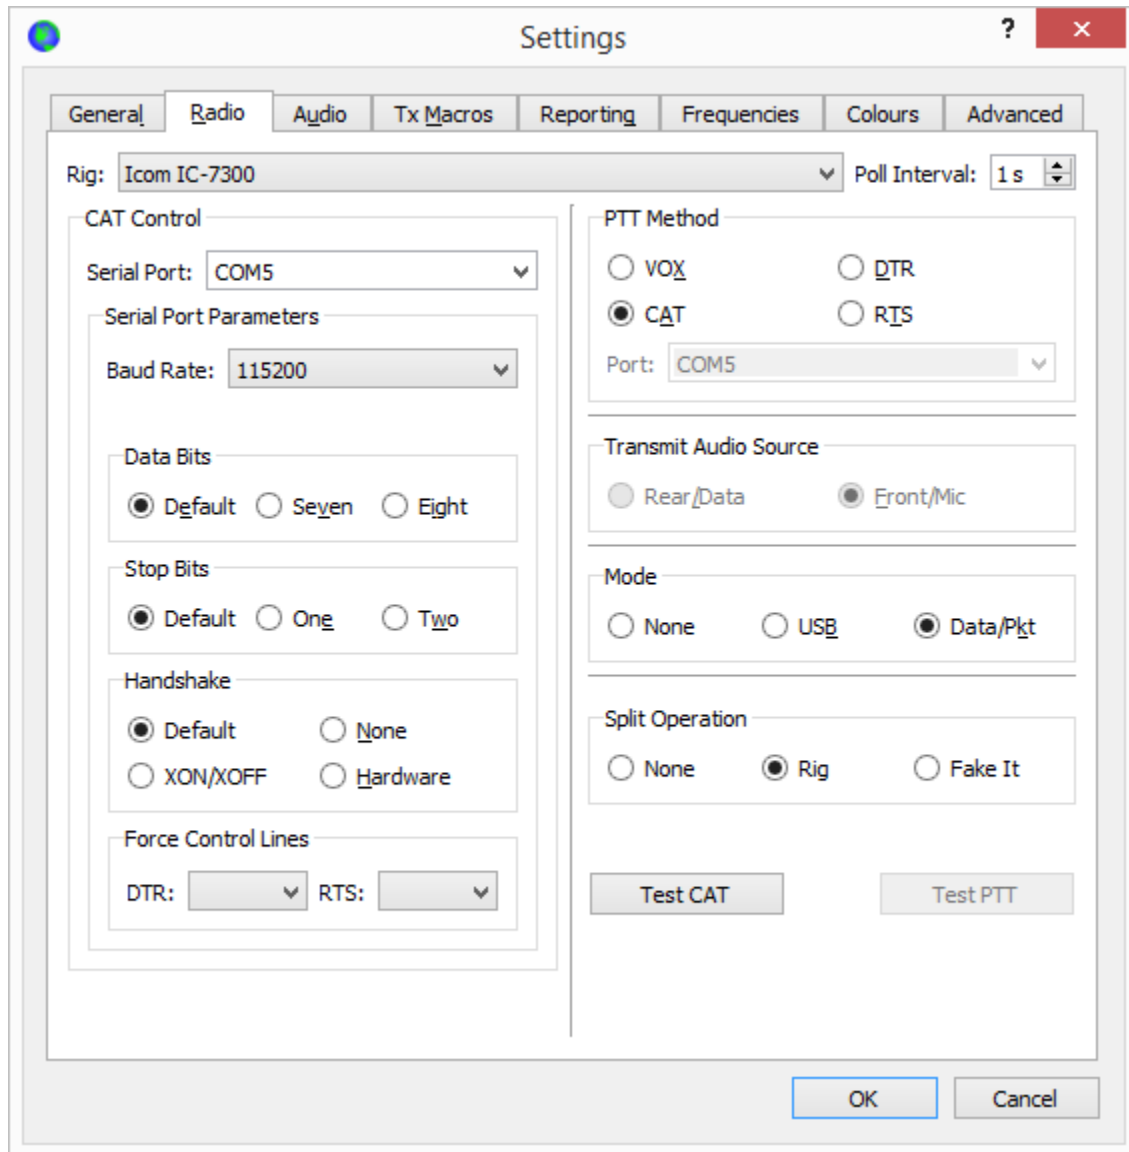 Settings
?
General Radio Audio Tx Macros Reporting Frequencies Colours Advanced
Rig: Icom IC-7300 Poll Interval: 1 s
CAT Control
Serial Port: COM5
Serial Port Parameters
Baud Rate: 115200
Data Bits
Default Seven Eight
Stop Bits
Default One Two
Handshake
Default None
XON/XOFF Hardware
Force Control Lines
DTR: RTS:
PTT Method
VOX DTR
CAT RTS
Port: COM5
Transmit Audio Source
Rear/Data Front/Mic
Mode
None USB Data/Pkt
Split Operation
None Rig Fake It
Test CAT Test PTT
OK Cancel